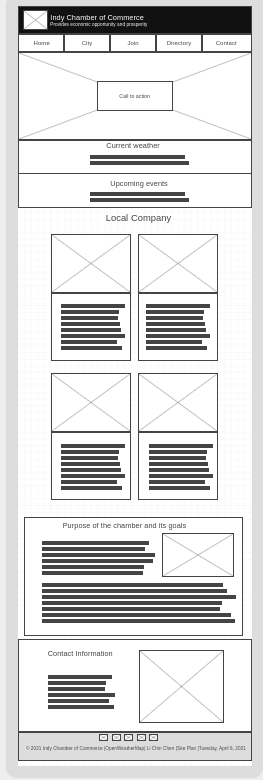 Indy Chamber of Commerce
Provides economic opportunity and prosperity
Home City Join Directory Contact
Call to action
Current weather
Upcoming events
Local Company
Purpose of the chamber and its goals
Contact Information
© 2021 Indy Chamber of Commerce |OpenWeatherMap| Li Chin Chen |Site Plan |Tuesday, April 6, 2021